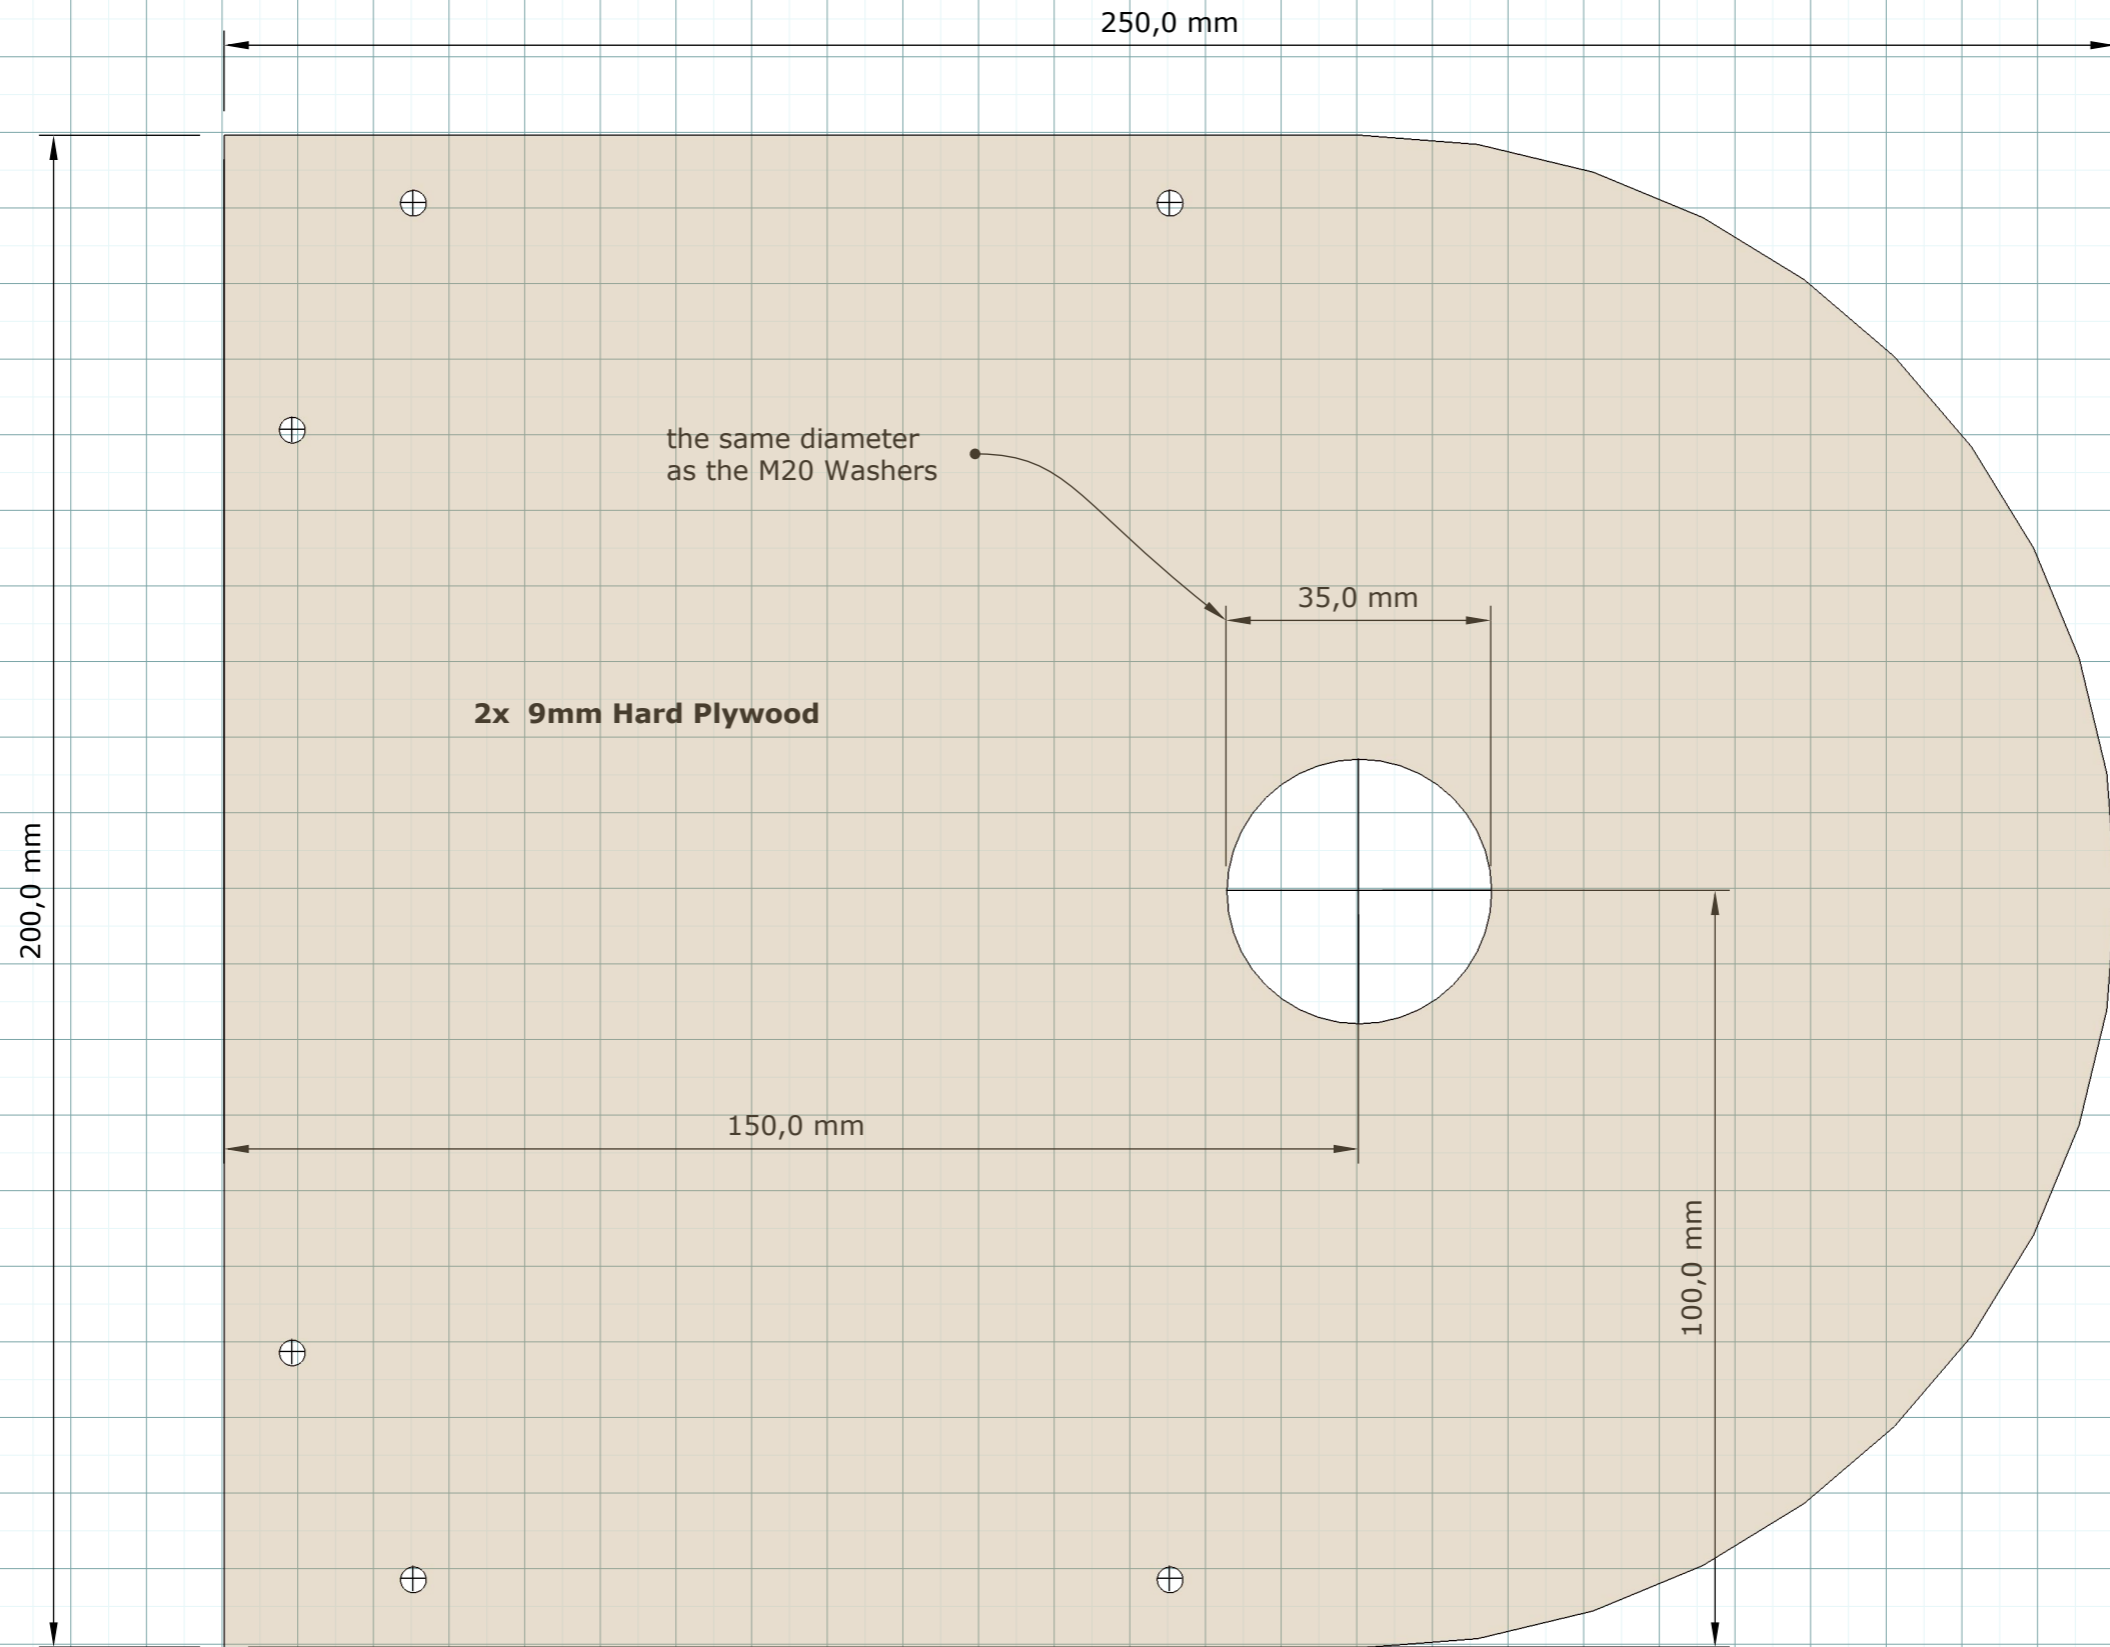 250,0 mm
the same diameter
as the M20 Washers
35,0 mm
2x  9mm Hard Plywood
200,0 mm
150,0 mm
100,0 mm